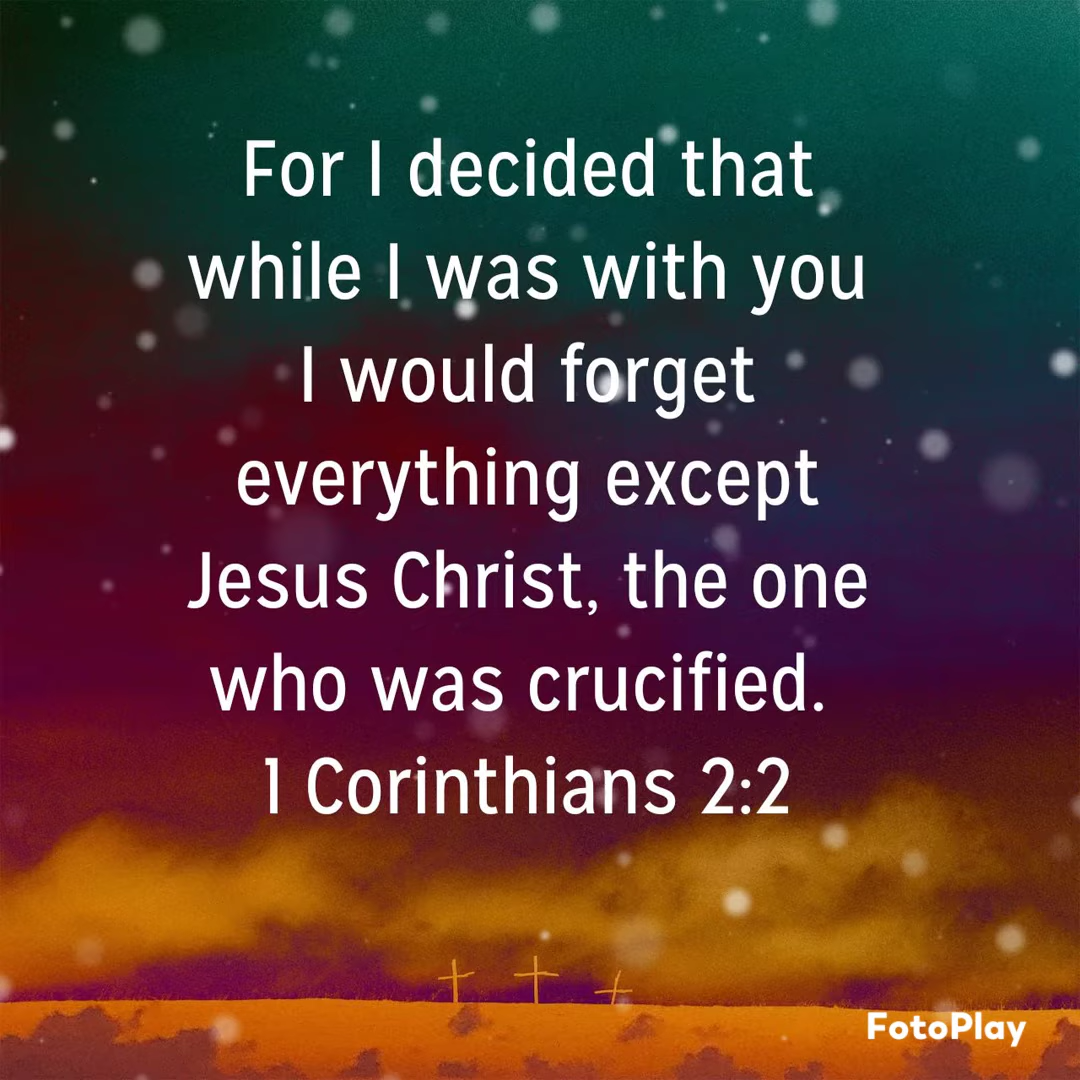 For I decided that
while I was with you
I would forget
everything except
Jesus Christ, the one
who was crucified.
1 Corinthians 2:2
FotoPlay